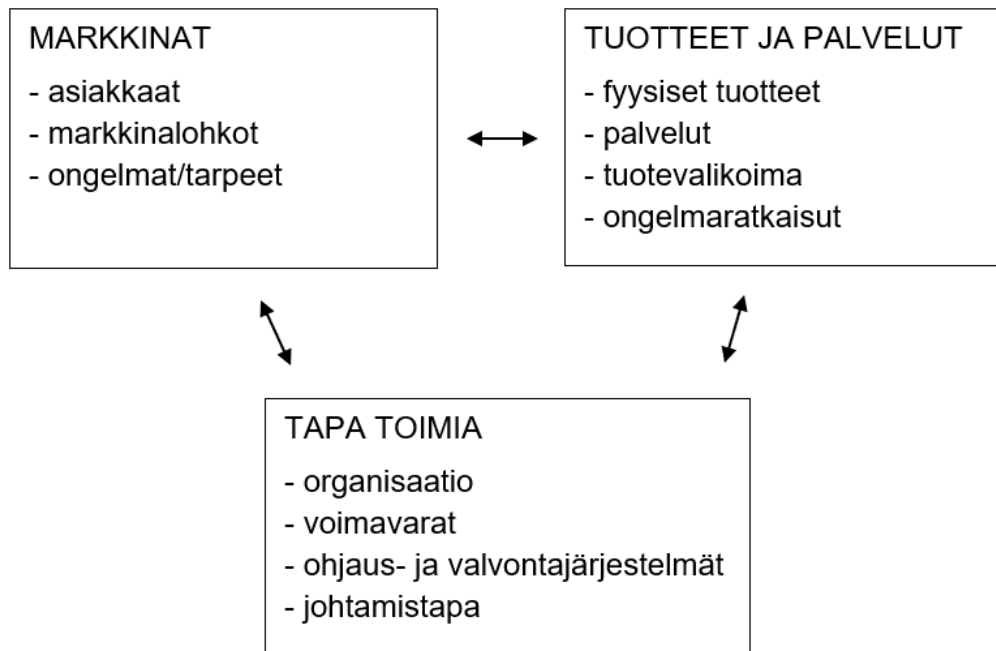 MARKKINAT
- asiakkaat
- markkinalohkot
- ongelmat/tarpeet
TUOTTEET JA PALVELUT
- fyysiset tuotteet
- palvelut
- tuotevalikoima
- ongelmaratkaisut
TAPA TOIMIA
- organisaatio
- voimavarat
- ohjaus- ja valvontajärjestelmät
- johtamistapa